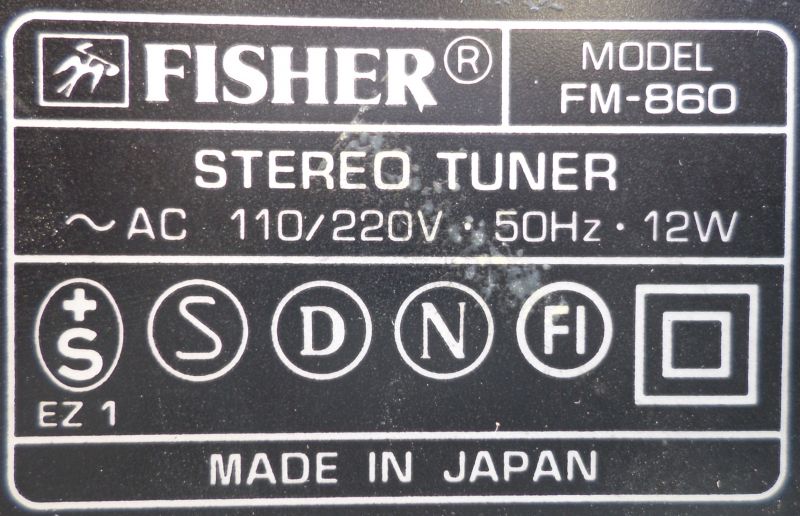 FISHER®
MODEL
FM-860
STEREO TUNER
~ AC 110/220V · 50Hz · 12W
+S S D N FI
EZ 1
MADE IN JAPAN